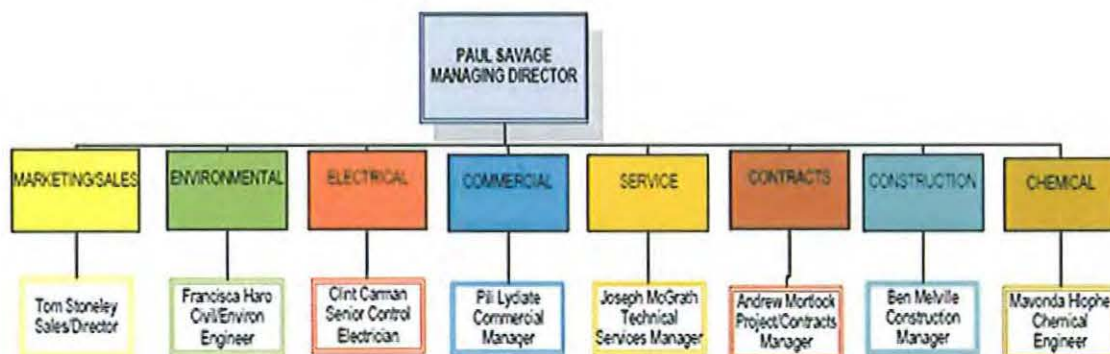 PAUL SAVAGE
MANAGING DIRECTOR
MARKETING/SALES
ENVIRONMENTAL
ELECTRICAL
COMMERCIAL
SERVICE
CONTRACTS
CONSTRUCTION
CHEMICAL
Tom Stoneley
Sales/Director
Francisca Haro
Civil/Environ
Engineer
Clint Carman
Senior Control
Electrician
Pili Lydiate
Commercial
Manager
Joseph McGrath
Technical
Services Manager
Andrew Mortlock
Project/Contracts
Manager
Ben Melville
Construction
Manager
Mavonda
Chemical
Engineer